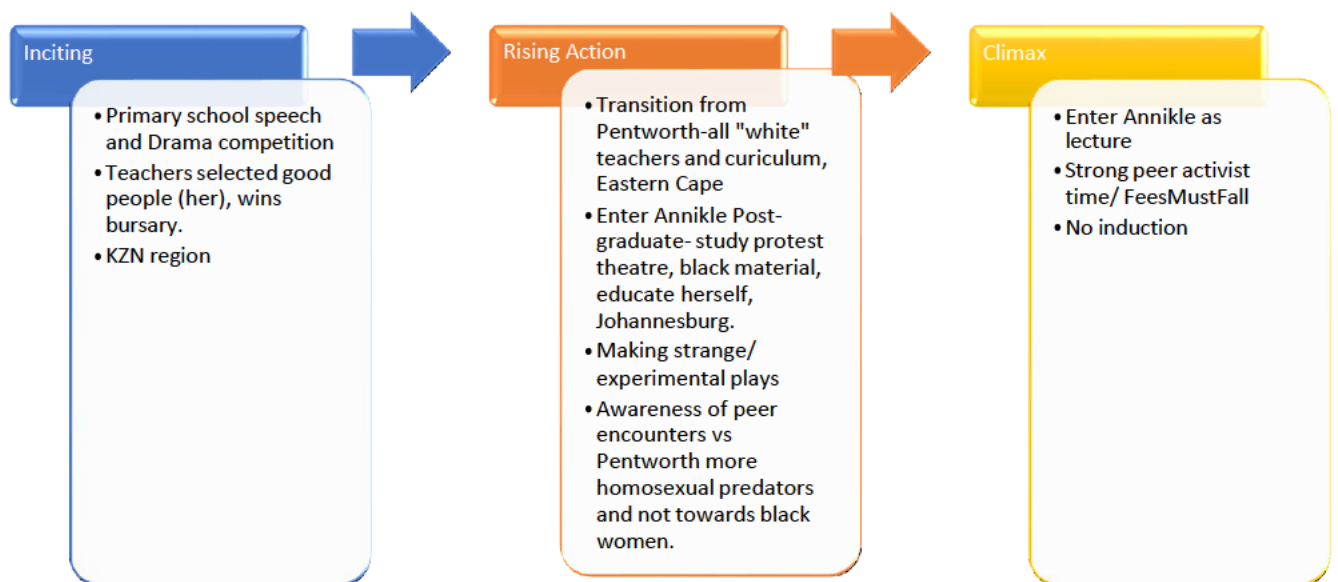 Inciting
• Primary school speech
and Drama competition
• Teachers selected good
people (her), wins
bursary.
• KZN region
Rising Action
• Transition from
Pentworth-all "white"
teachers and curiculum,
Eastern Cape
• Enter Annikle Post-
graduate- study protest
theatre, black material,
educate herself,
Johannesburg.
• Making strange/
experimental plays
• Awareness of peer
encounters vs
Pentworth more
homosexual predators
and not towards black
women.
Climax
• Enter Annikle as
lecture
• Strong peer activist
time/ FeesMustFall
• No induction